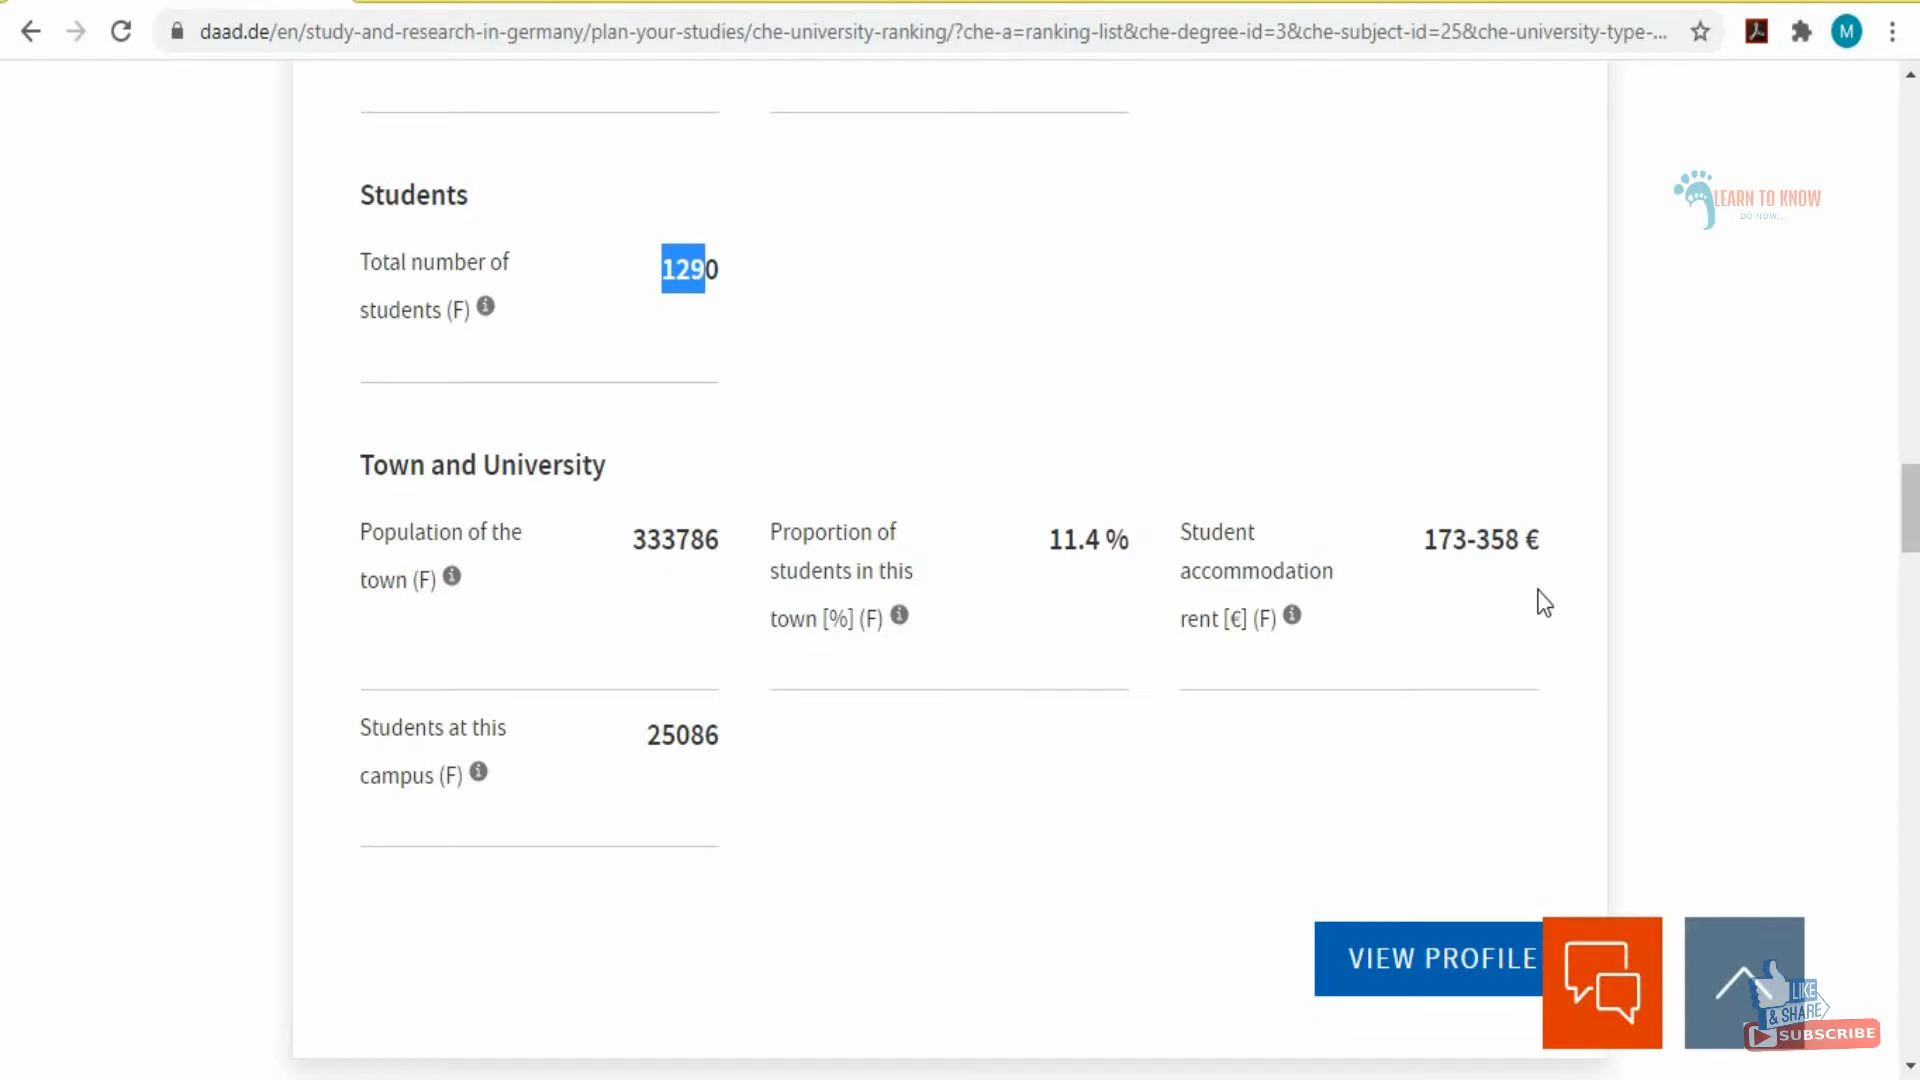 daad.de/en/study-and-research-in-germany/plan-your-studies/che-university-ranking/?che-a=ranking-list&che-degree-id=3&che-subject-id=25&che-university-type-...
M
LEARN TO KNOW
DO NOW...
Students
Total number of
students (F)
1290
Town and University
Population of the
town (F)
333786
Proportion of
students in this
town [%] (F)
11.4 %
Student
accommodation
rent [€] (F)
173-358 €
Students at this
campus (F)
25086
VIEW PROFILE
LIKE
& SHARE
SUBSCRIBE